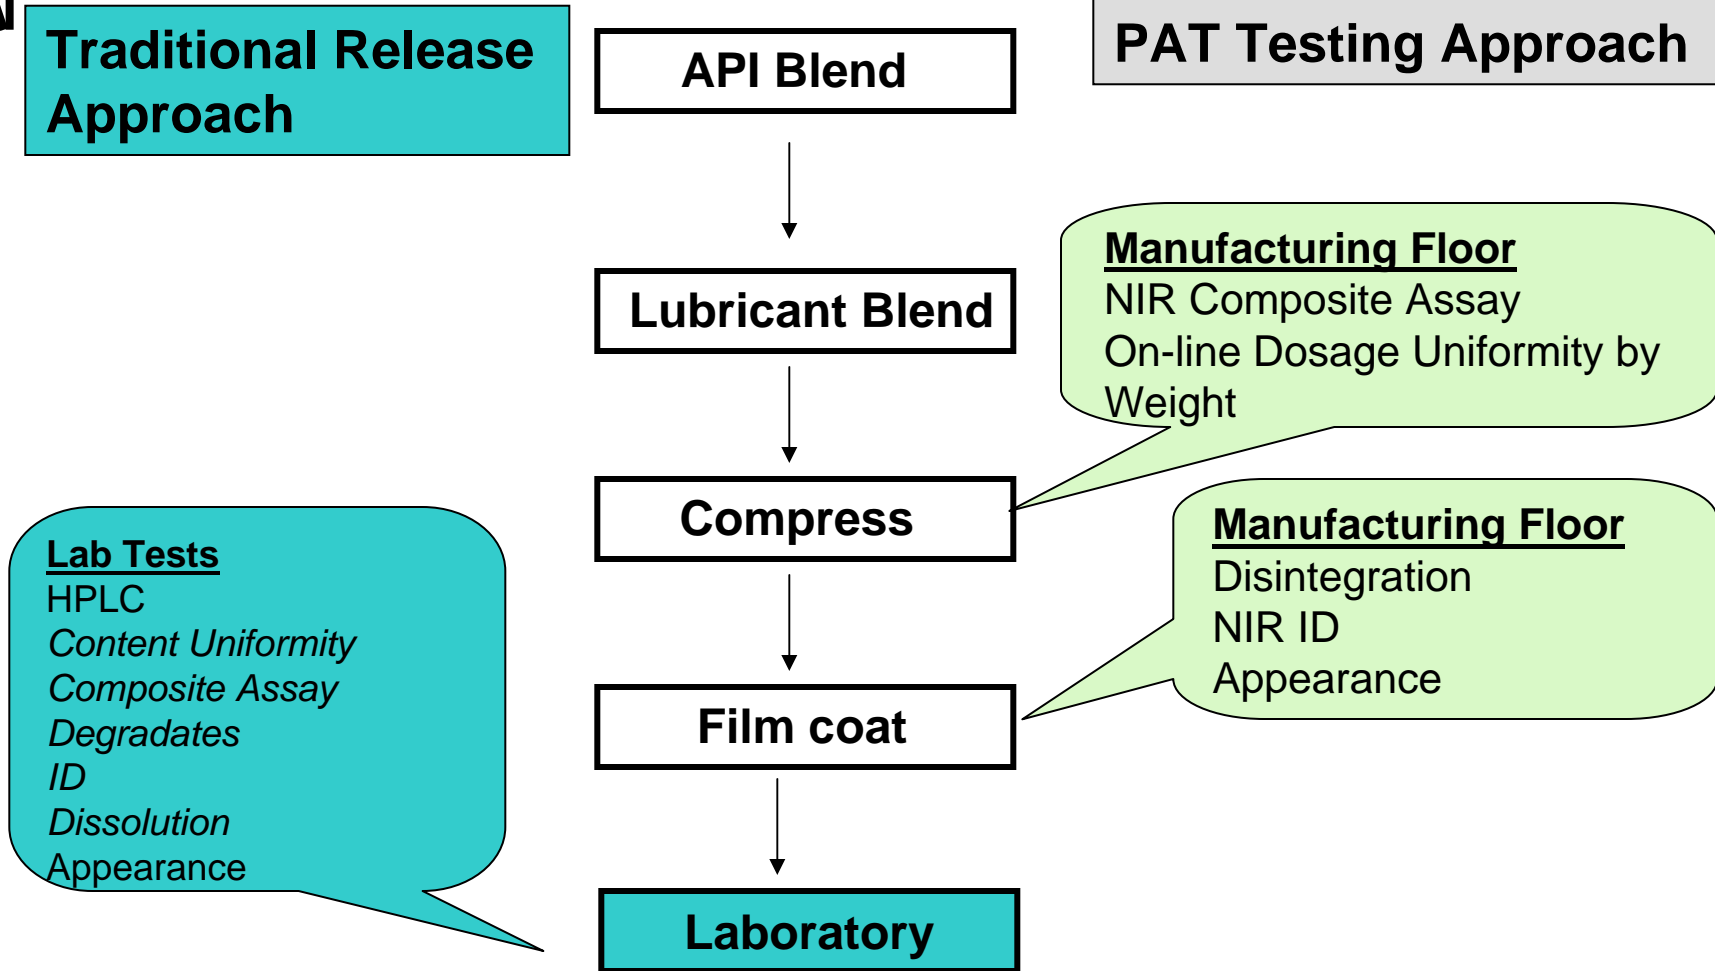 Traditional Release
Approach
API Blend
PAT Testing Approach
Lubricant Blend
Manufacturing Floor
NIR Composite Assay
On-line Dosage Uniformity by
Weight
Compress
Manufacturing Floor
Disintegration
NIR ID
Appearance
Lab Tests
HPLC
Content Uniformity
Composite Assay
Degradates
ID
Dissolution
Appearance
Film coat
Laboratory